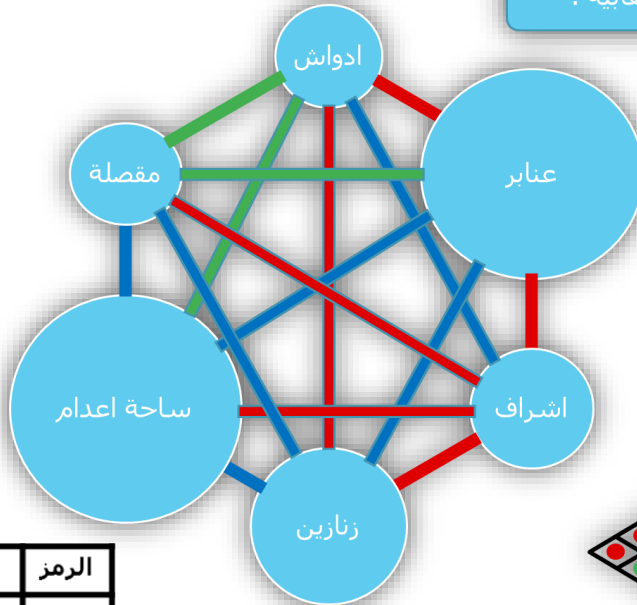 ادواش
عنابر
مقصلة
ساحة اعدام
اشراف
زنازين
الرمز